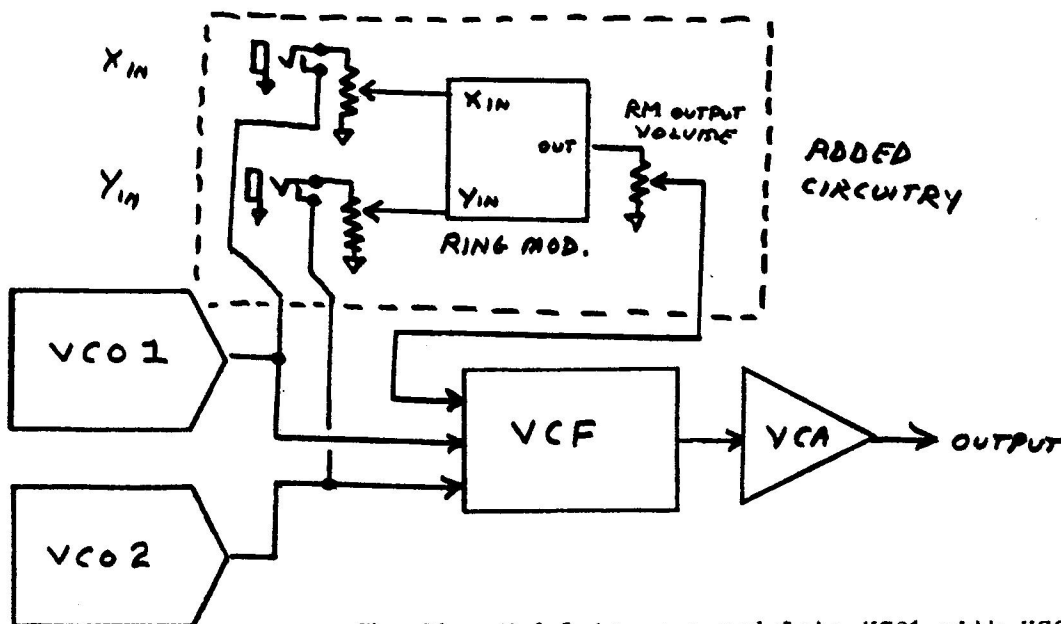 X IN
Y IN
X IN
OUT
Y IN
RING MOD.
RM OUTPUT
VOLUME
ADDED
CIRCUITRY
VCO 1
VCO 2
VCF
VCA
OUTPUT